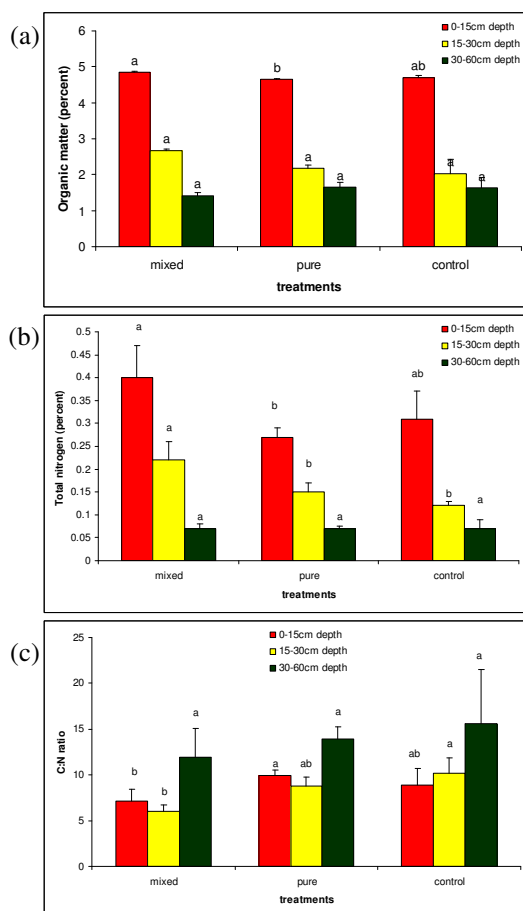 (a)
0-15cm depth
15-30cm depth
30-60cm depth
Organic matter (percent)
6
5
4
3
2
1
0
a b ab
a a a
a a a
mixed pure control
treatments
(b)
0-15cm depth
15-30cm depth
30-60cm depth
Total nitrogen (percent)
0.5
0.45
0.4
0.35
0.3
0.25
0.2
0.15
0.1
0.05
0
a b ab
a b b
a a a
mixed pure control
treatments
(c)
0-15cm depth
15-30cm depth
30-60cm depth
C:N ratio
25
20
15
10
5
0
b b a
a ab a
ab a a
mixed pure control
treatments